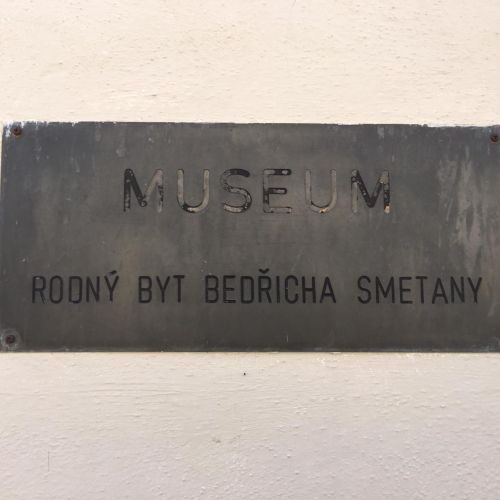 MUSEUM
RODNÝ BYT BEDŘICHA SMETANY